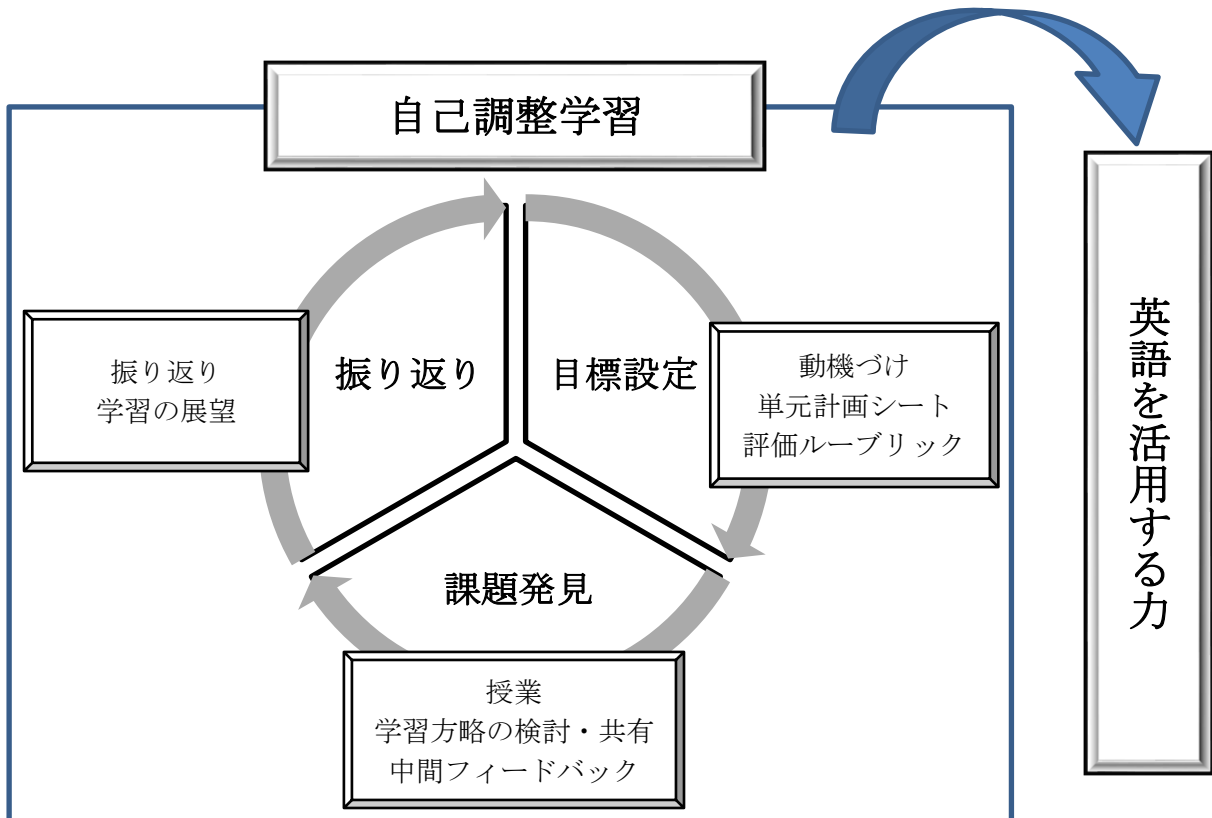 自己調整学習
振り返り
目標設定
課題発見
振り返り
学習の展望
動機づけ
単元計画シート
評価ルーブリック
授業
学習方略の検討・共有
中間フィードバック
英語を活用する力